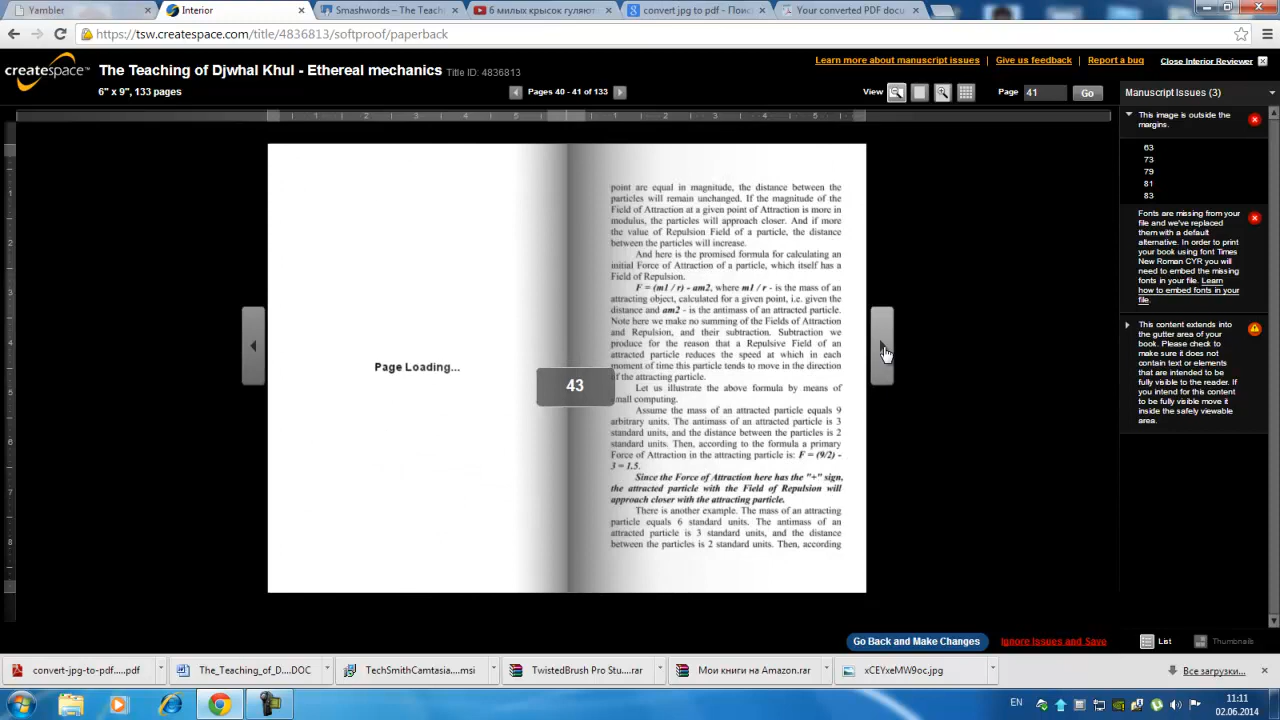 Yambler
Interior
Smashwords – The Teach
6 милых крысок гуляют
convert jpg to pdf - Поис
Your converted PDF docu
https://tsw.createspace.com/title/4836813/softproof/paperback
createspace™
The Teaching of Djwhal Khul - Ethereal mechanics Title ID: 4836813
6" x 9", 133 pages
Learn more about manuscript issues | Give us feedback | Report a bug Close Interior Reviewer
Pages 40 - 41 of 133
View
Page 41 Go
Manuscript Issues (3)
This image is outside the
margins.
63
73
79
81
83
Fonts are missing from your
file and we've replaced
them with a default
alternative. In order to print
your book using font Times
New Roman CYR you will
need to embed the missing
fonts in your file. Learn
how to embed fonts in your
file.
This content extends into
the gutter area of your
book. Please check to
make sure it does not
contain text or elements
that are intended to be
fully visible to the reader. If
you intend for this content
to be fully visible move it
inside the safely viewable
area.
1 2 3 4 5 1 2 3 4 5
1
2
3
4
6
7
8
Page Loading...
43
point are equal in magnitude, the distance between the
particles will remain unchanged. If the magnitude of the
Field of Attraction at a given point of Attraction is more in
modulus, the particles will approach closer. And if more
the value of Repulsion Field of a particle, the distance
between the particles will increase.
And here is the promised formula for calculating an
initial Force of Attraction of a particle, which itself has a
Field of Repulsion.
F = (m1 / r) - am2, where m1 / r - is the mass of an
attracting object, calculated for a given point, i.e. given the
distance and am2 - is the antimass of an attracted particle.
Note here we make no summing of the Fields of Attraction
and Repulsion, and their subtraction. Subtraction we
produce for the reason that a Repulsive Field of an
attracted particle reduces the speed at which in each
moment of time this particle tends to move in the direction
of the attracting particle.
Let us illustrate the above formula by means of
small computing.
Assume the mass of an attracted particle equals 9
arbitrary units. The antimass of an attracted particle is 3
standard units, and the distance between the particles is 2
standard units. Then, according to the formula a primary
Force of Attraction in the attracting particle is: F = (9/2) -
3 = 1.5.
Since the Force of Attraction here has the "+" sign,
the attracted particle with the Field of Repulsion will
approach closer with the attracting particle.
There is another example. The mass of an attracting
particle equals 6 standard units. The antimass of an
attracted particle is 3 standard units, and the distance
between the particles is 2 standard units. Then, according
Go Back and Make Changes
Ignore Issues and Save
List
Thumbnails
convert-jpg-to-pdf....pdf
The_Teaching_of_D....DOC
TechSmithCamtasia....msi
TwistedBrush Pro Stu....rar
Мои книги на Amazon.rar
xCEYxeMW9oc.jpg
Все загрузки...
EN
11:11
02.06.2014